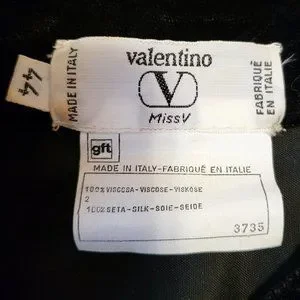 44
MADE IN ITALY
valentino
V
MissV
FABRIQUÉ
EN ITALIE
gft
MADE IN ITALY-FABRIQUÉ EN ITALIE
100% VISCOSA-VISCOSE-VISKOSE
2
100%SETA-SILK-SOIE-SEIDE
3735